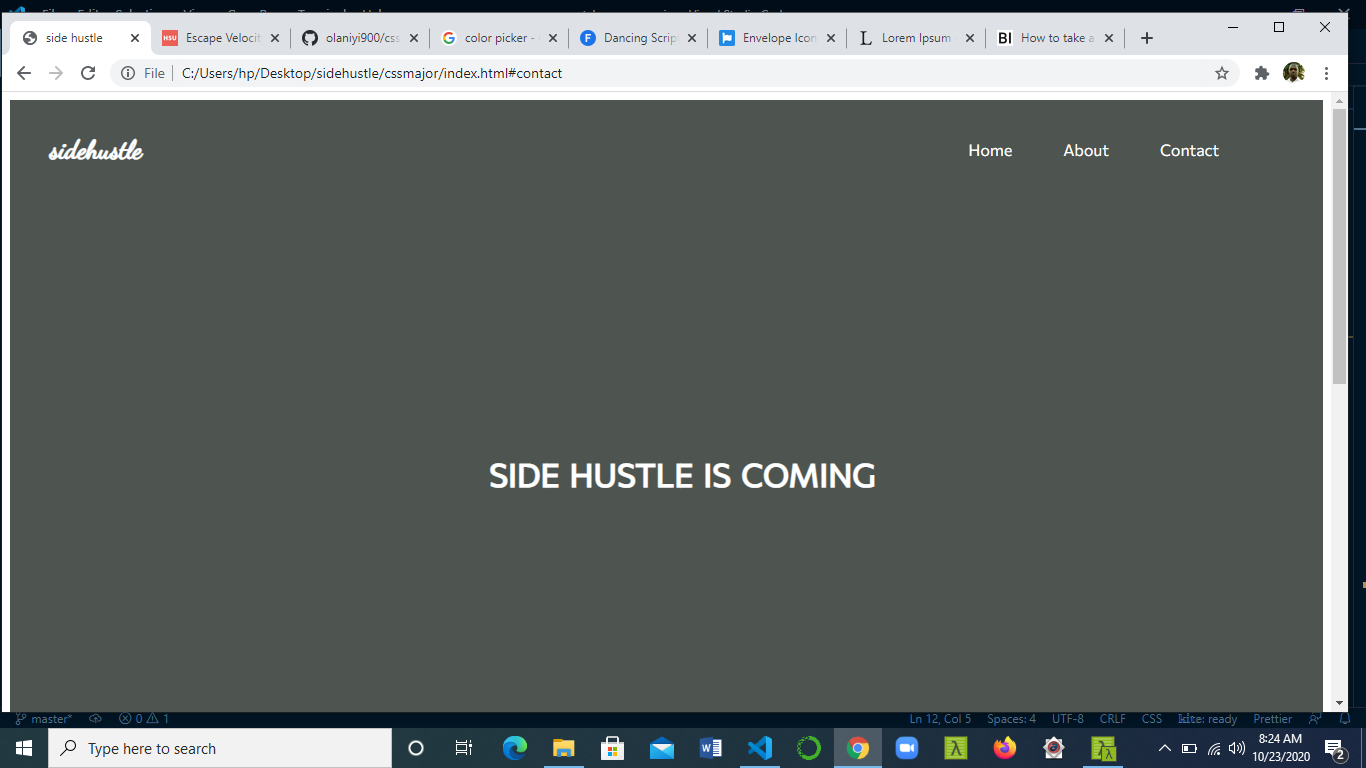 side hustle
Escape Velocit
olaniyi900/css
color picker -
Dancing Scrip
Envelope Icon
Lorem Ipsum
How to take a
File
C:/Users/hp/Desktop/sidehustle/cssmajor/index.html#contact
sidehustle
Home
About
Contact
SIDE HUSTLE IS COMING
master*
0
1
Ln 12, Col 5
Spaces: 4
UTF-8
CRLF
CSS
kite: ready
Prettier
Type here to search
8:24 AM
10/23/2020
2